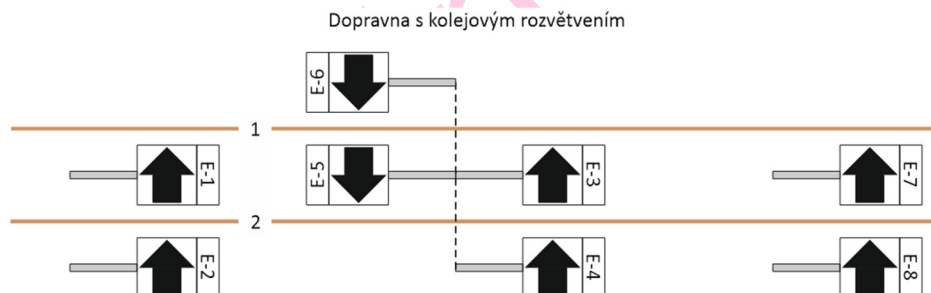 Dopravna s kolejovým rozvětvením
E-6
1
E-1
E-5
E-3
E-7
2
E-2
E-4
E-8